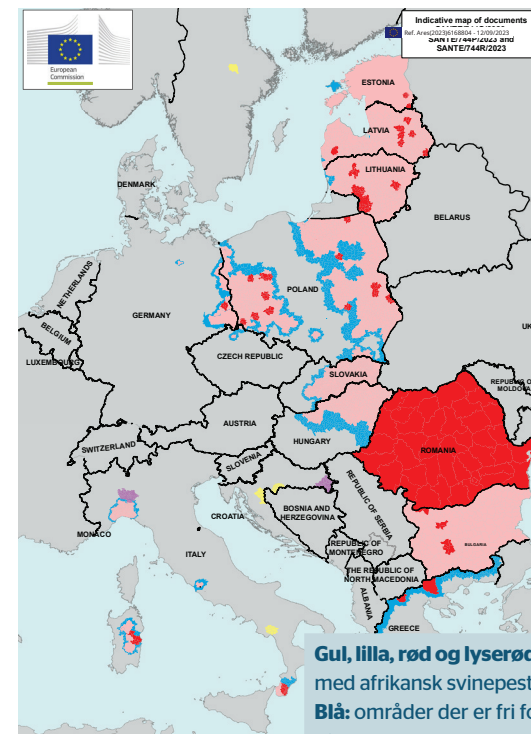 European
Commission
Indicative map of documents
Ref. Ares(2023)6168804 - 12/09/2023
SANTE/744P/2023 and
SANTE/744R/2023
ESTONIA
LATVIA
LITHUANIA
DENMARK
BELARUS
NETHERLANDS
POLAND
GERMANY
BELGIUM
UK
LUXEMBOURG
CZECH REPUBLIC
SLOVAKIA
REPUBLIC OF
MOLDOVA
AUSTRIA
HUNGARY
SWITZERLAND
ROMANIA
SLOVENIA
CROATIA
BOSNIA AND
HERZEGOVINA
REPUBLIC OF SERBIA
MONACO
ITALY
REPUBLIC OF
MONTENEGRO
BULGARIA
THE REPUBLIC OF
NORTH MACEDONIA
ALBANIA
GREECE
Gul, lilla, rød og lyserød
med afrikansk svinepest
Blå: områder der er fri fo